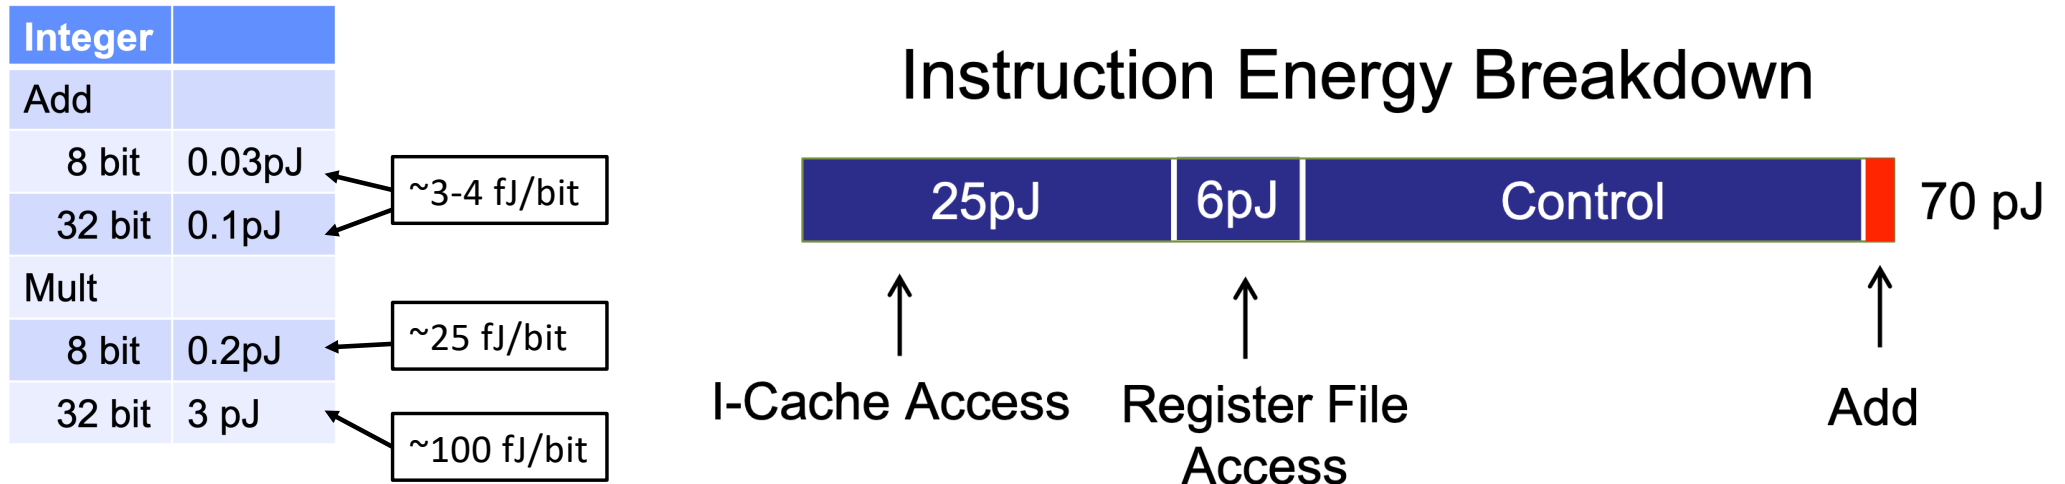 Integer
Add
8 bit 0.03pJ
32 bit 0.1pJ
Mult
8 bit 0.2pJ
32 bit 3 pJ
~3-4 fJ/bit
~25 fJ/bit
~100 fJ/bit
Instruction Energy Breakdown
25pJ 6pJ Control 70 pJ
I-Cache Access
Register File
Access
Add